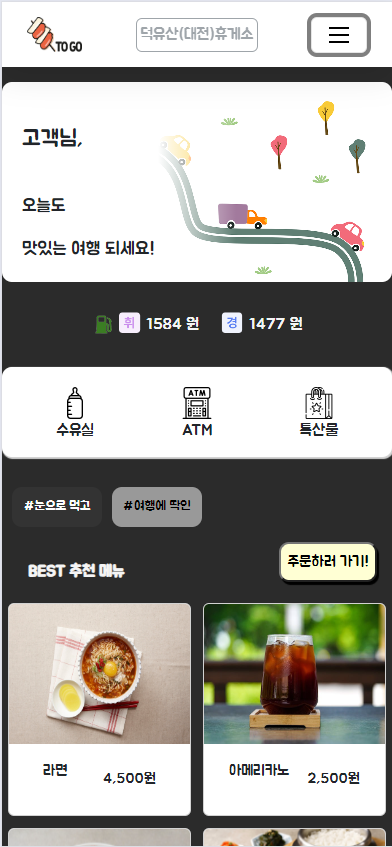 TO GO
덕유산(대전)휴게소
고객님,
오늘도
맛있는 여행 되세요!
휘 1584 원 경 1477 원
수유실 ATM 특산물
#눈으로 먹고 #여행에 딱인
주문하러 가기!
BEST 추천 메뉴
라면 4,500원
아메리카노 2,500원